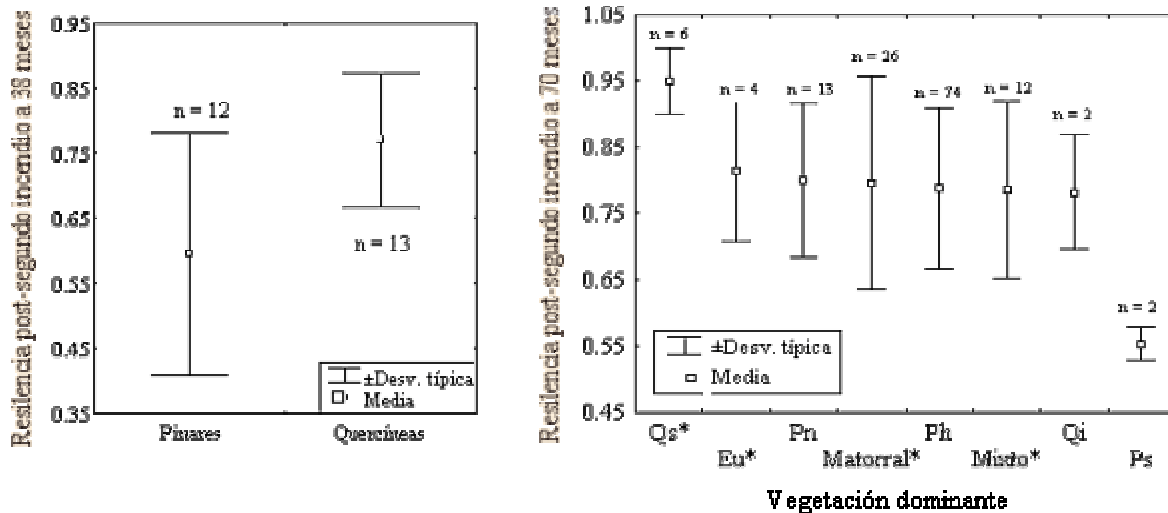 Resilencia post-segundo incendio a 38 meses
0.95
0.85
0.75
0.65
0.55
0.45
0.35
n = 12
n = 13
±Desv. típica
Media
Pinares
Quercíneas
Resilencia post-segundo incendio a 70 meses
1.05
0.95
0.85
0.75
0.65
0.55
0.45
n = 6
n = 4
n = 13
n = 26
n = 74
n = 12
n = 2
n = 2
±Desv. típica
Media
Qs*
Eu*
Pn
Matorral*
Ph
Mixto*
Qi
Ps
Vegetación dominante